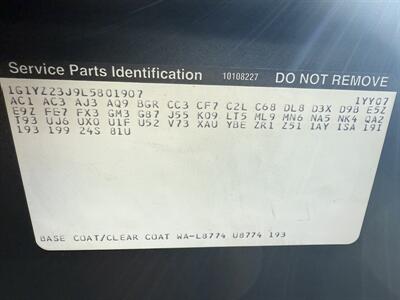 Service Parts Identification 10108227 DO NOT REMOVE
1G1YZ23J9L5801907 1YY07
AC1 AC3 AJ3 AQ9 BGR CC3 CF7 C2L C68 DL8 D3X D98 E5Z
E9Z FE7 FX3 GM3 G87 J55 K09 LT5 ML9 MN6 NA5 NK4 QA2
T93 UJ6 UX0 U1F U52 V73 XAU YBE ZR1 Z51 1AY 1SA 19I
193 199 24S 81U
BASE COAT/CLEAR COAT WA-L8774 U8774 193